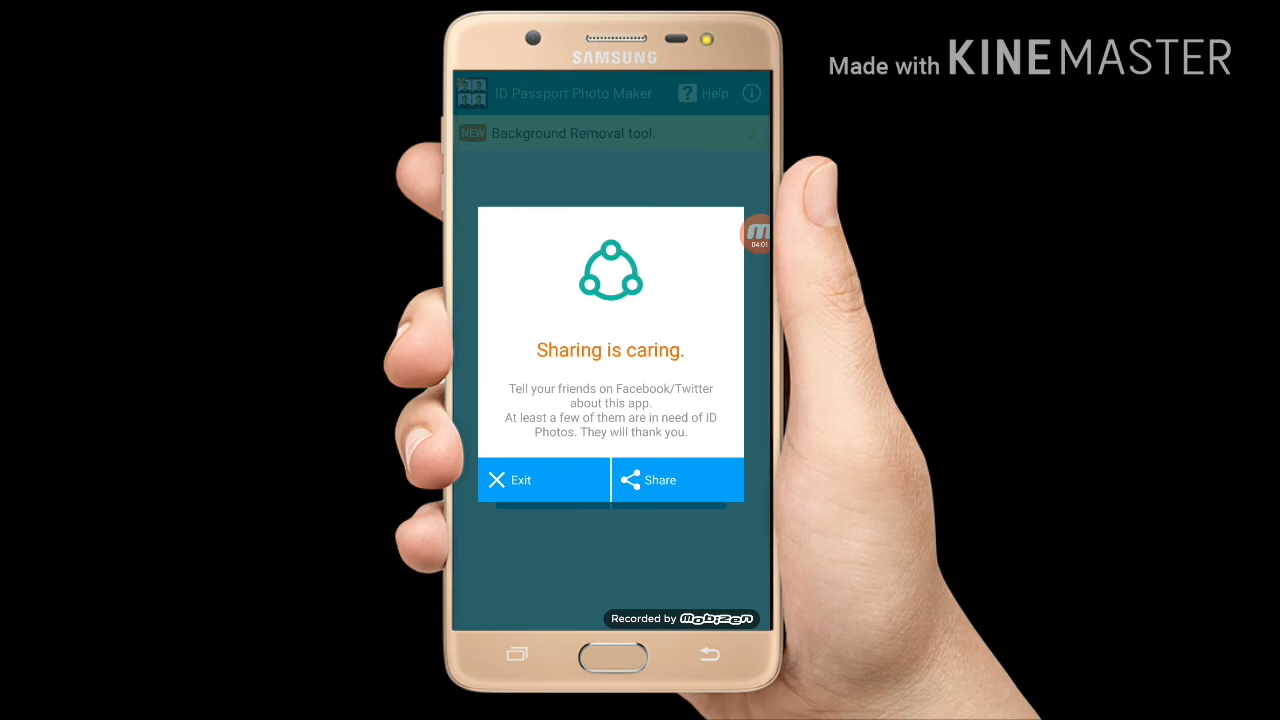 Made with KINEMASTER
SAMSUNG
ID Passport Photo Maker
? Help i
NEW Background Removal tool.
M
04:01
Sharing is caring.
Tell your friends on Facebook/Twitter
about this app.
At least a few of them are in need of ID
Photos. They will thank you.
Exit
Share
Recorded by mobizen